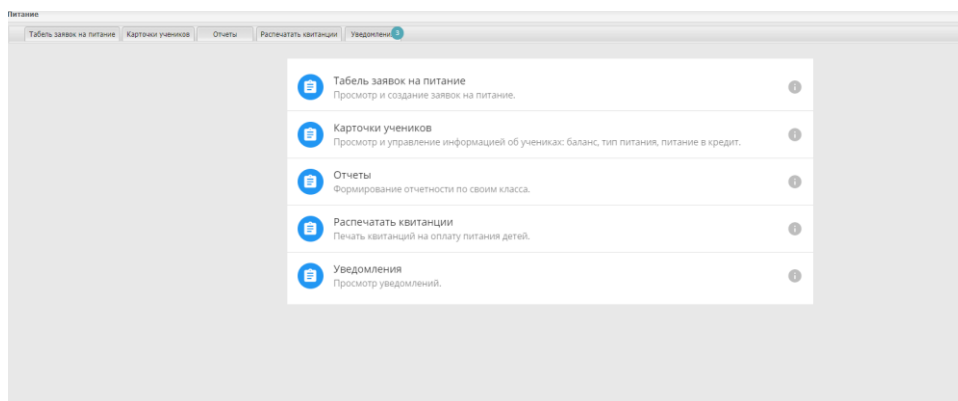 Питание
Табель заявок на питание Карточки учеников Отчеты Распечатать квитанции Уведомлени 3
Табель заявок на питание
Просмотр и создание заявок на питание.
Карточки учеников
Просмотр и управление информацией об учениках: баланс, тип питания, питание в кредит.
Отчеты
Формирование отчетности по своим класса.
Распечатать квитанции
Печать квитанций на оплату питания детей.
Уведомления
Просмотр уведомлений.